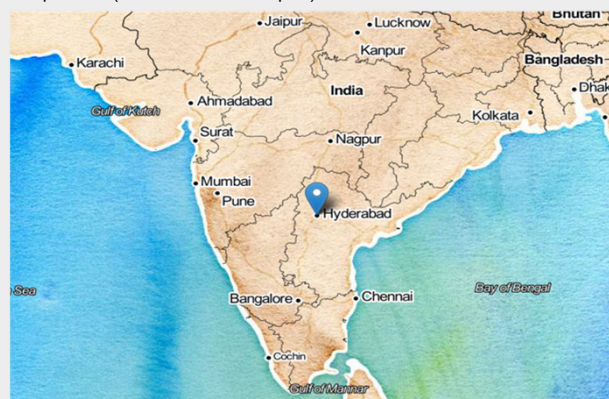 Jaipur
Lucknow
Bhutan
Kanpur
Karachi
Bangladesh
India
Ahmadabad
Gulf of Kutch
Kolkata
Surat
Nagpur
Mumbai
Pune
Hyderabad
Bay of Bengal
Sea
Bangalore
Chennai
Cochin
Gulf of Mannar